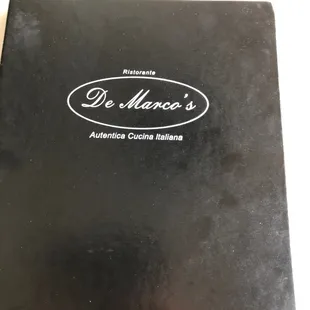 Ristorante
De Marco's
Autentica Cucina Italiana